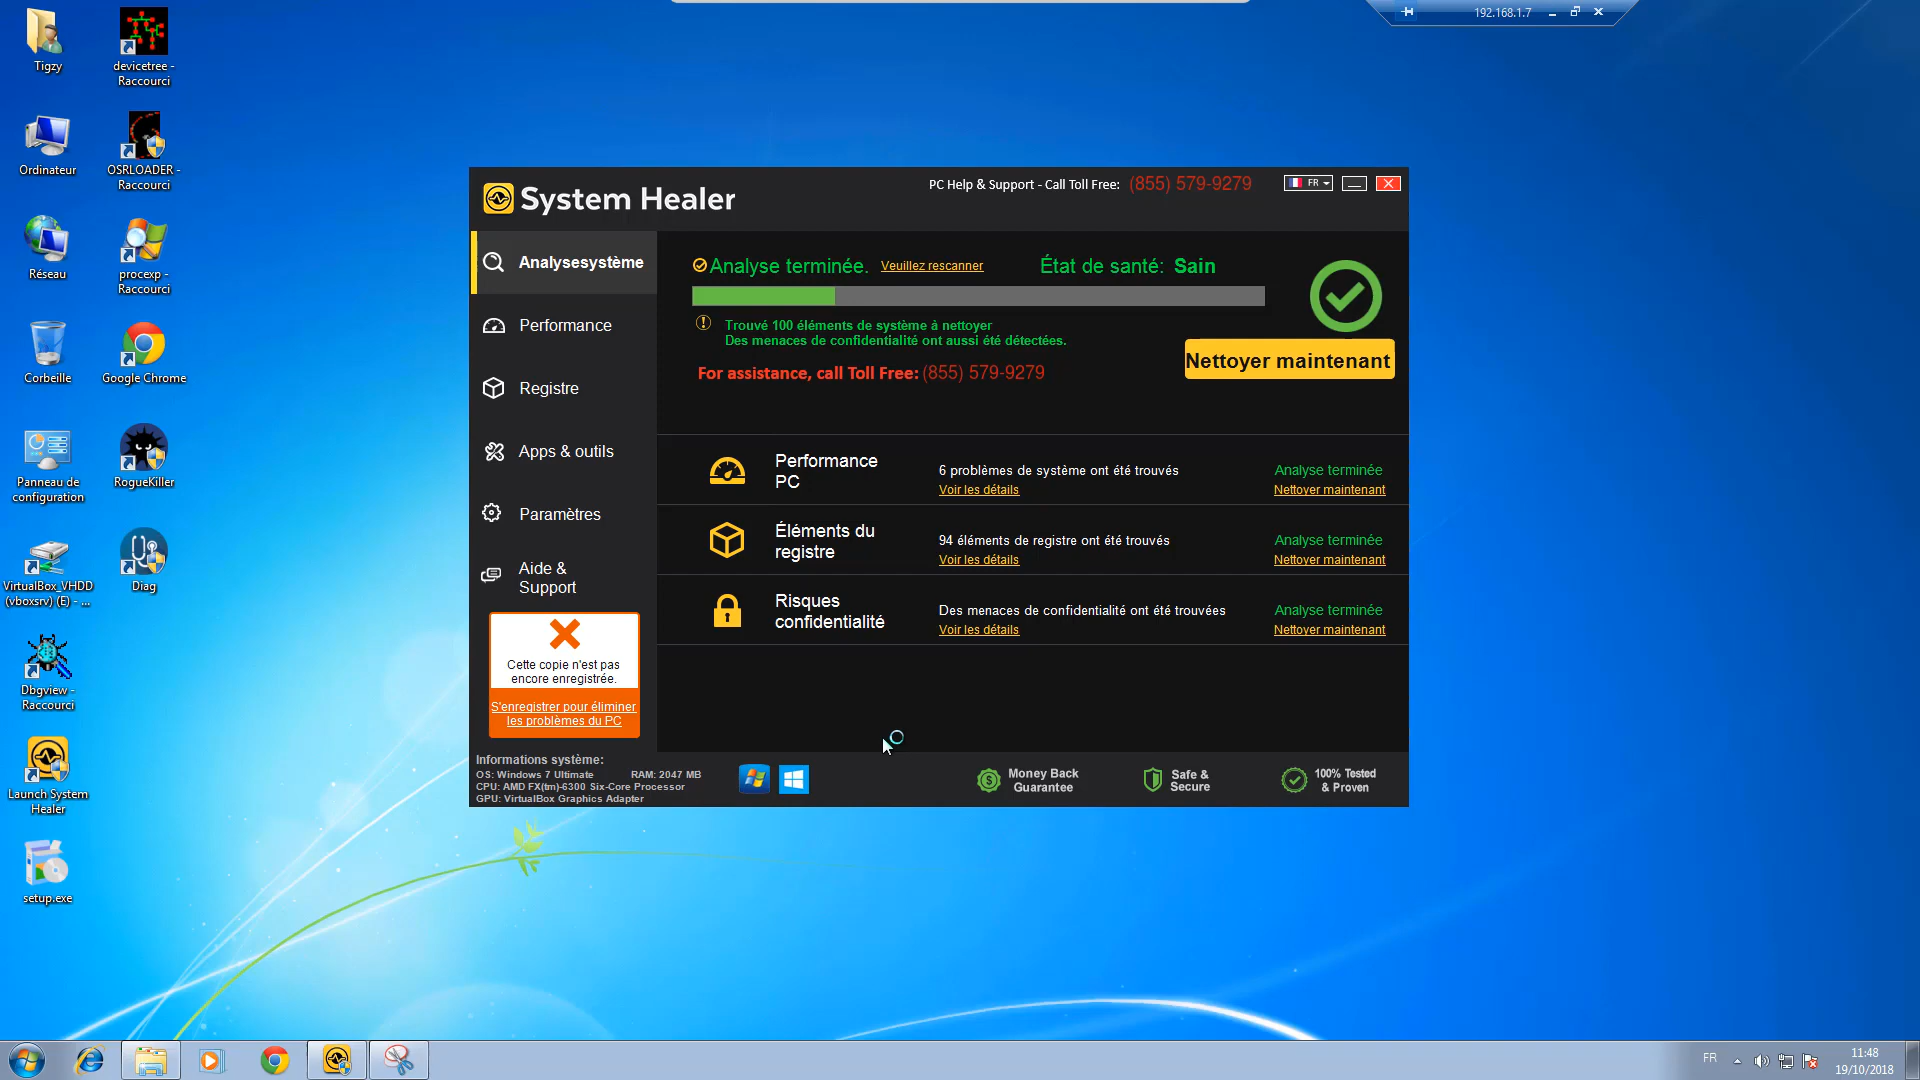 192.168.1.7
Tigzy
devicetree -
Raccourci
Ordinateur
OSRLOADER -
Raccourci
Réseau
procexp -
Raccourci
Corbeille
Google Chrome
Panneau de
configuration
RogueKiller
VirtualBox_VHDD
(vboxsrv) (E) - ...
Diag
Dbgview -
Raccourci
Launch System
Healer
setup.exe
System Healer
PC Help & Support - Call Toll Free: (855) 579-9279
FR
Analysesystème
Performance
Registre
Apps & outils
Paramètres
Aide &
Support
Cette copie n'est pas
encore enregistrée.
S'enregistrer pour éliminer
les problèmes du PC
Analyse terminée. Veuillez rescanner
État de santé: Sain
Trouvé 100 éléments de système à nettoyer
Des menaces de confidentialité ont aussi été détectées.
For assistance, call Toll Free: (855) 579-9279
Nettoyer maintenant
Performance
PC
6 problèmes de système ont été trouvés
Voir les détails
Analyse terminée
Nettoyer maintenant
Éléments du
registre
94 éléments de registre ont été trouvés
Voir les détails
Analyse terminée
Nettoyer maintenant
Risques
confidentialité
Des menaces de confidentialité ont été trouvées
Voir les détails
Analyse terminée
Nettoyer maintenant
Informations système:
OS: Windows 7 Ultimate RAM: 2047 MB
CPU: AMD FX(tm)-6300 Six-Core Processor
GPU: VirtualBox Graphics Adapter
Money Back
Guarantee
Safe &
Secure
100% Tested
& Proven
FR
11:48
19/10/2018